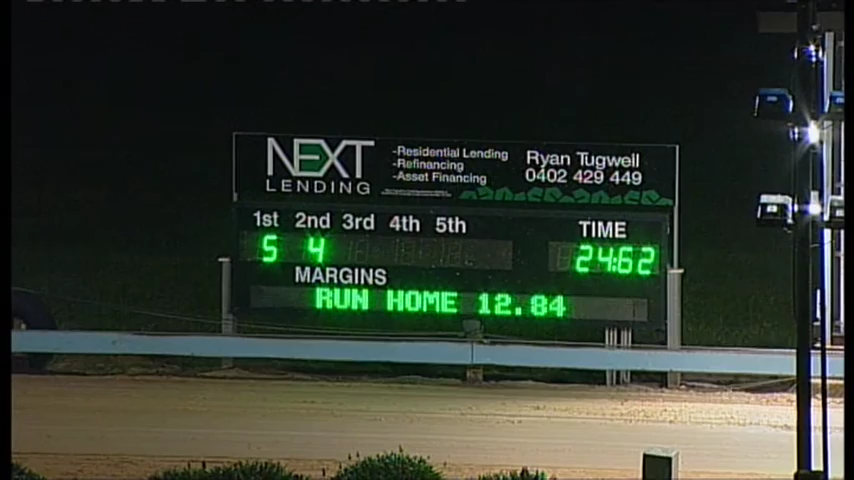 NEXT
LENDING
-Residential Lending
-Refinancing
-Asset Financing
Ryan Tugwell
0402 429 449
1st 2nd 3rd 4th 5th TIME
5 4 24:62
MARGINS
RUN HOME 12.84